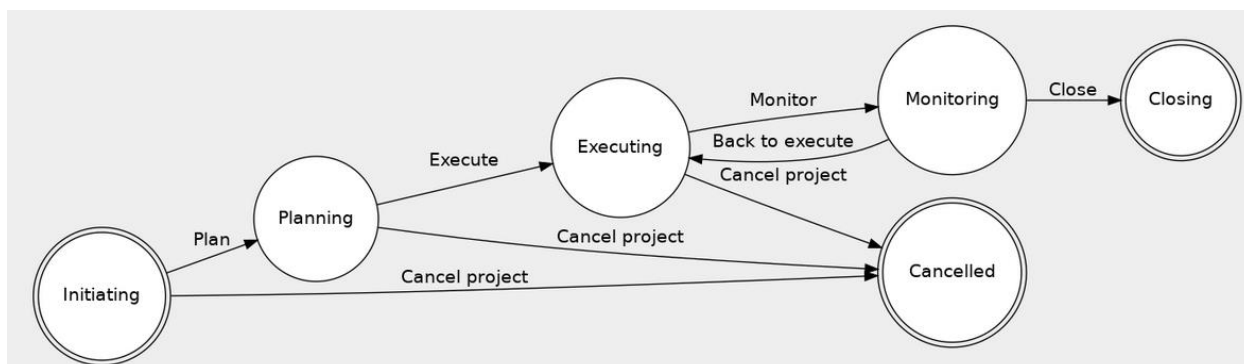 Monitoring
Close
Closing
Monitor
Back to execute
Executing
Cancel project
Execute
Planning
Cancel project
Plan
Cancelled
Cancel project
Initiating